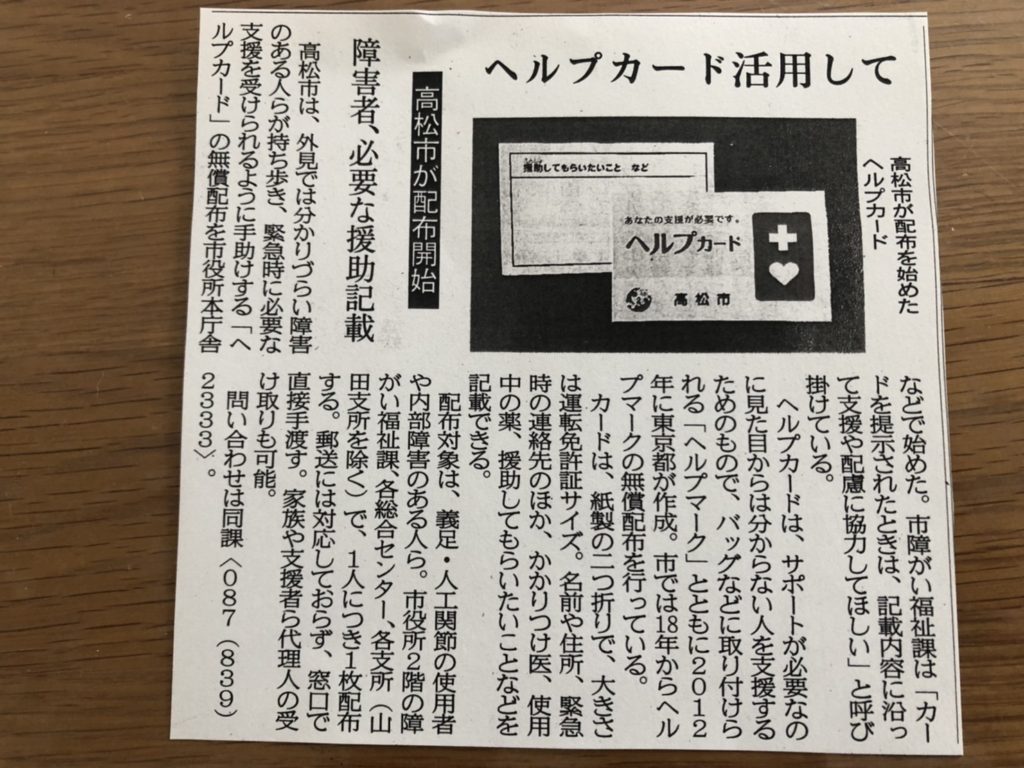 ヘルプカード活用して
高松市が配布を始めた
ヘルプカード
援助してもらいたいこと など
あなたの支援が必要です。
ヘルプカード
高松市
高松市が配布開始
障害者、必要な援助記載
高松市は、外見では分かりづらい障害
のある人らが持ち歩き、緊急時に必要な
支援を受けられるように手助けする「ヘ
ルプカード」の無償配布を市役所本庁舎
などで始めた。市障がい福祉課は「カー
ドを提示されたときは、記載内容に沿っ
て支援や配慮に協力してほしい」と呼び
掛けている。
ヘルプカードは、サポートが必要なの
に見た目からは分からない人を支援する
ためのもので、バッグなどに取り付けら
れる「ヘルプマーク」とともに2012
年に東京都が作成。市では18年からヘル
プマークの無償配布を行っている。
カードは、紙製の二つ折りで、大きさ
は運転免許証サイズ。名前や住所、緊急
時の連絡先のほか、かかりつけ医、使用
中の薬、援助してもらいたいことなどを
記載できる。
配布対象は、義足・人工関節の使用者
や内部障害のある人ら。市役所2階の障
がい福祉課、各総合センター、各支所(山
田支所を除く)で、1人につき1枚配布
する。郵送には対応しておらず、窓口で
直接手渡す。家族や支援者ら代理人の受
け取りも可能。
問い合わせは同課〈087(839)
2333〉。